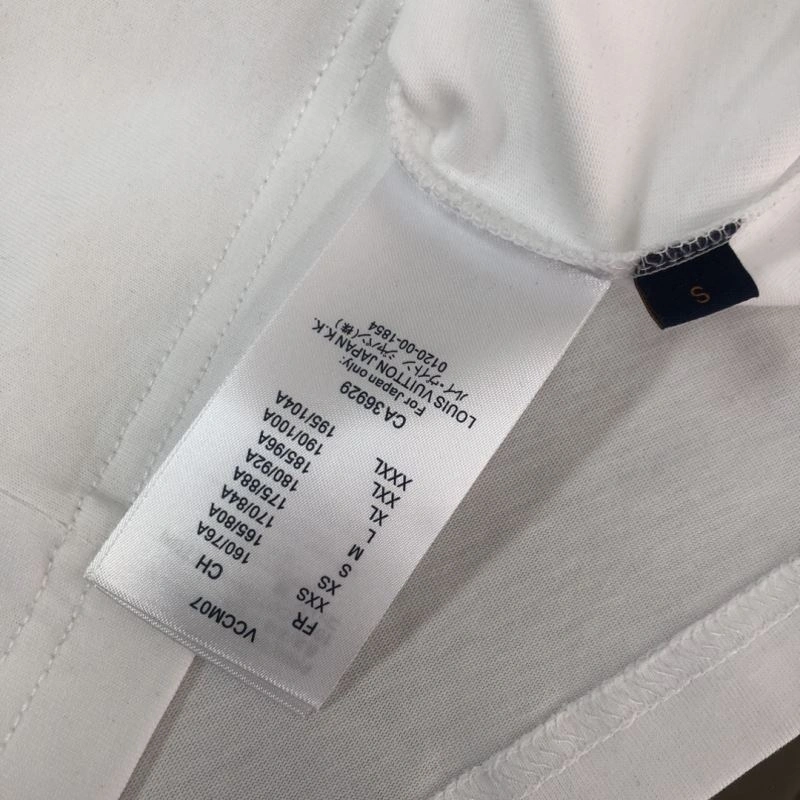 VCCM07
FR CH
XXS 160/76A
XS 165/80A
S 170/84A
M 175/88A
L 180/92A
XL 185/96A
XXL 190/100A
XXXL 195/104A
CA 36929
For Japan only:
LOUIS VUITTON JAPAN K.K.
ルイ・ヴィトン ジャパン(株)
0120-00-1854
S